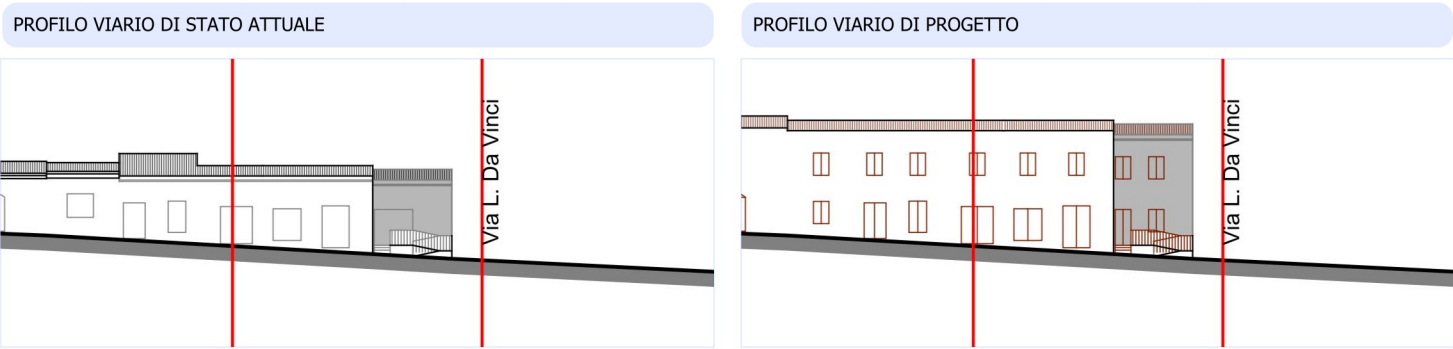 PROFILO VIARIO DI STATO ATTUALE
PROFILO VIARIO DI PROGETTO
Via L. Da Vinci
Via L. Da Vinci